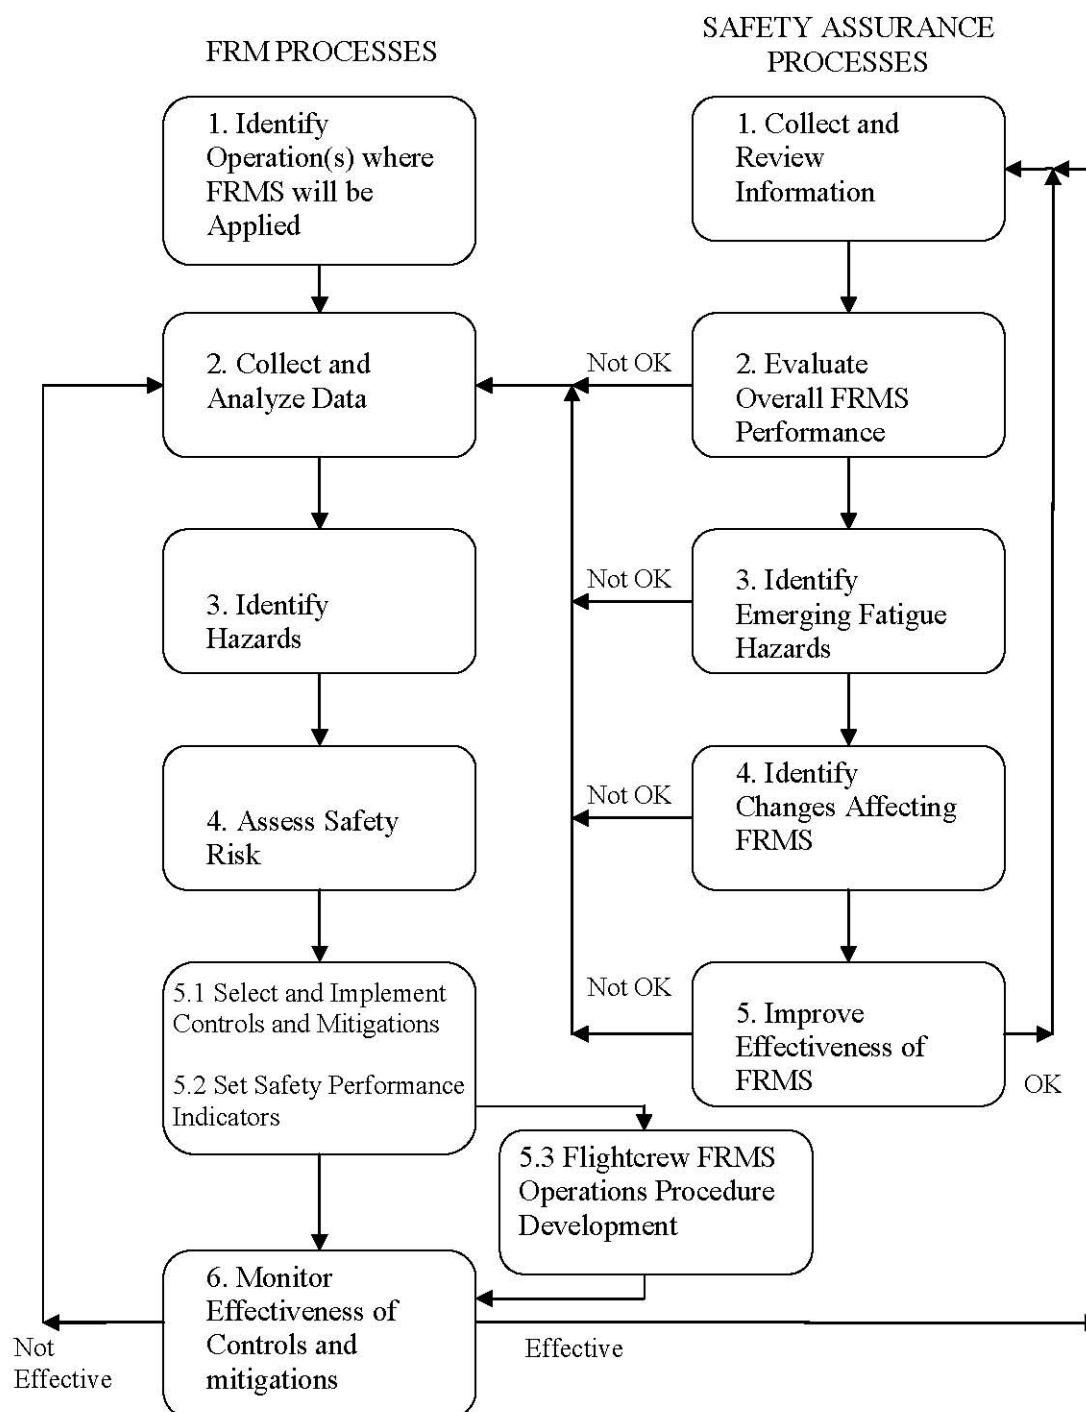 FRM PROCESSES
1. Identify
Operation(s) where
FRMS will be
Applied
2. Collect and
Analyze Data
3. Identify
Hazards
4. Assess Safety
Risk
5.1 Select and Implement
Controls and Mitigations
5.2 Set Safety Performance
Indicators
5.3 Flightcrew FRMS
Operations Procedure
Development
6. Monitor
Effectiveness of
Controls and
mitigations
Not
Effective
Effective
SAFETY ASSURANCE
PROCESSES
1. Collect and
Review
Information
Not OK
2. Evaluate
Overall FRMS
Performance
Not OK
3. Identify
Emerging Fatigue
Hazards
Not OK
4. Identify
Changes Affecting
FRMS
Not OK
5. Improve
Effectiveness of
FRMS
OK